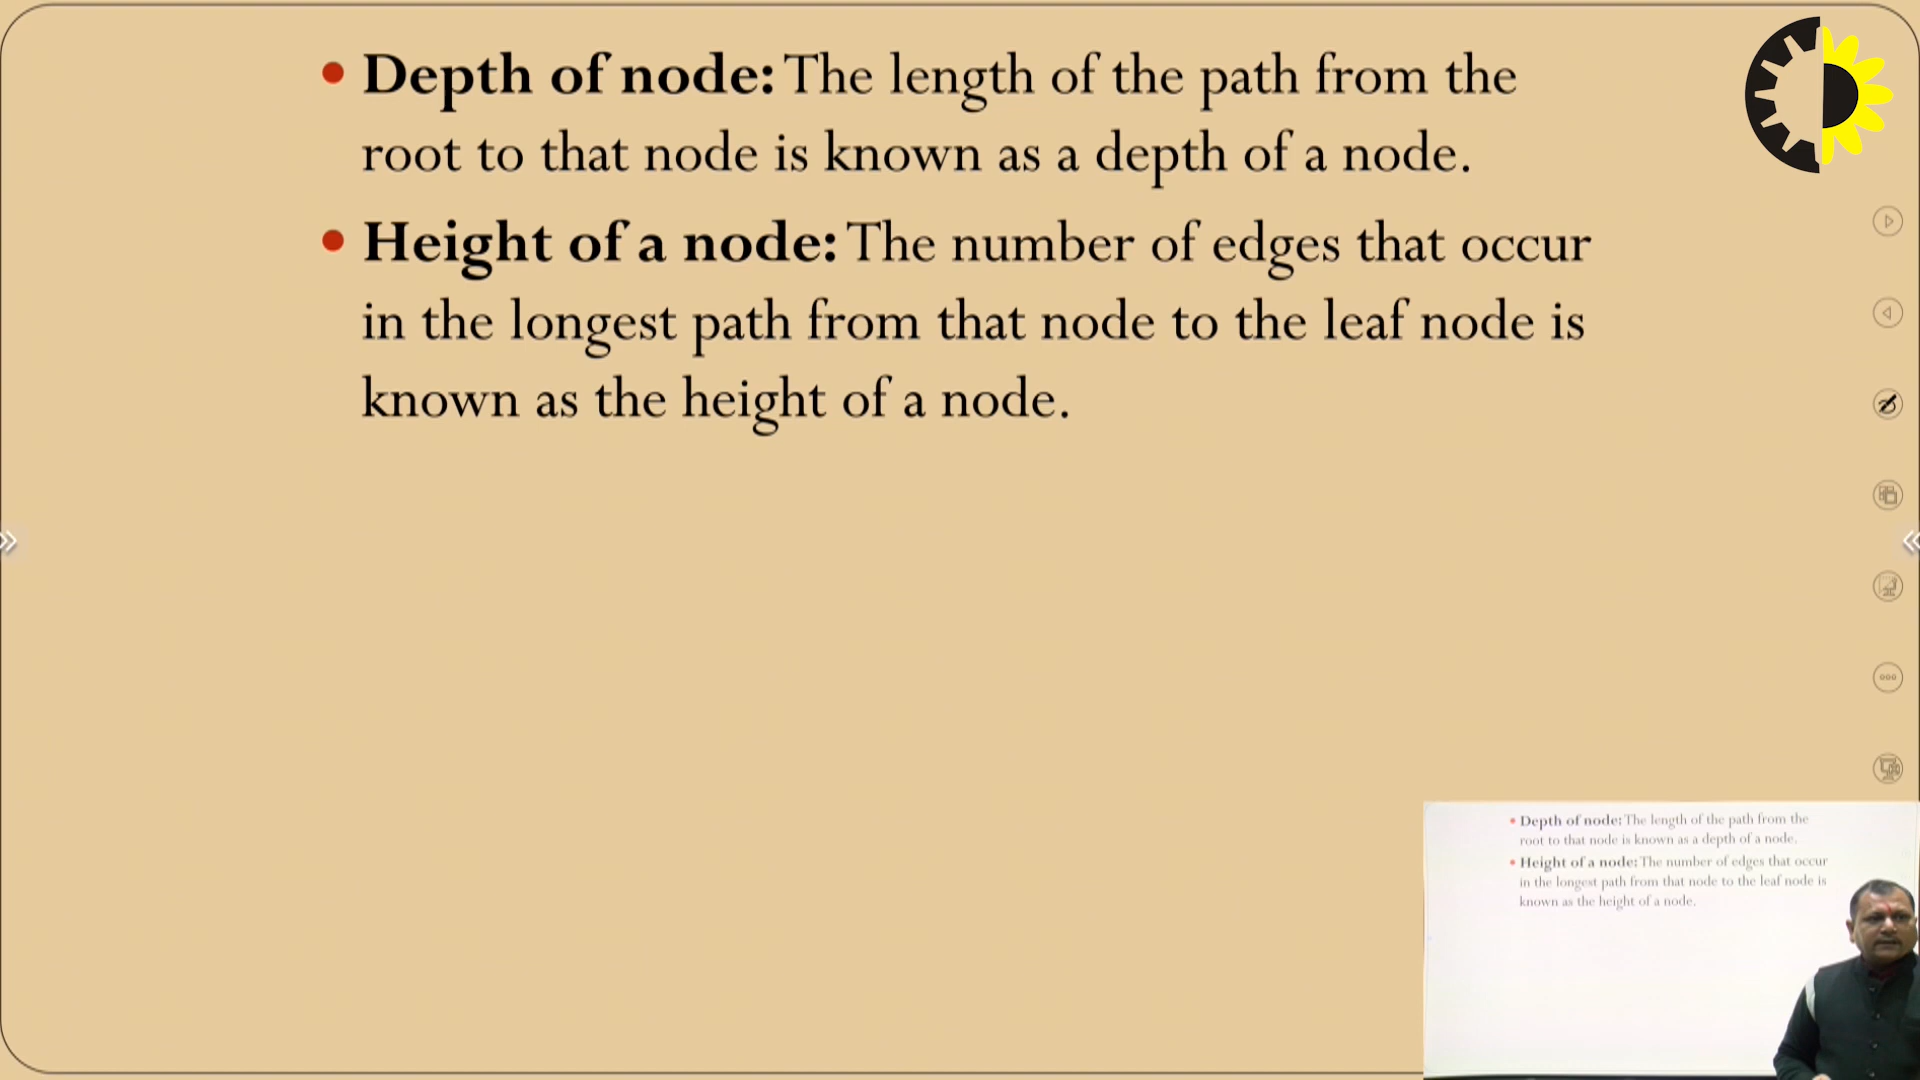 • Depth of node: The length of the path from the
root to that node is known as a depth of a node.
• Height of a node: The number of edges that occur
in the longest path from that node to the leaf node is
known as the height of a node.
• Depth of node: The length of the path from the
root to that node is known as a depth of a node.
• Height of a node: The number of edges that occur
in the longest path from that node to the leaf node is
known as the height of a node.